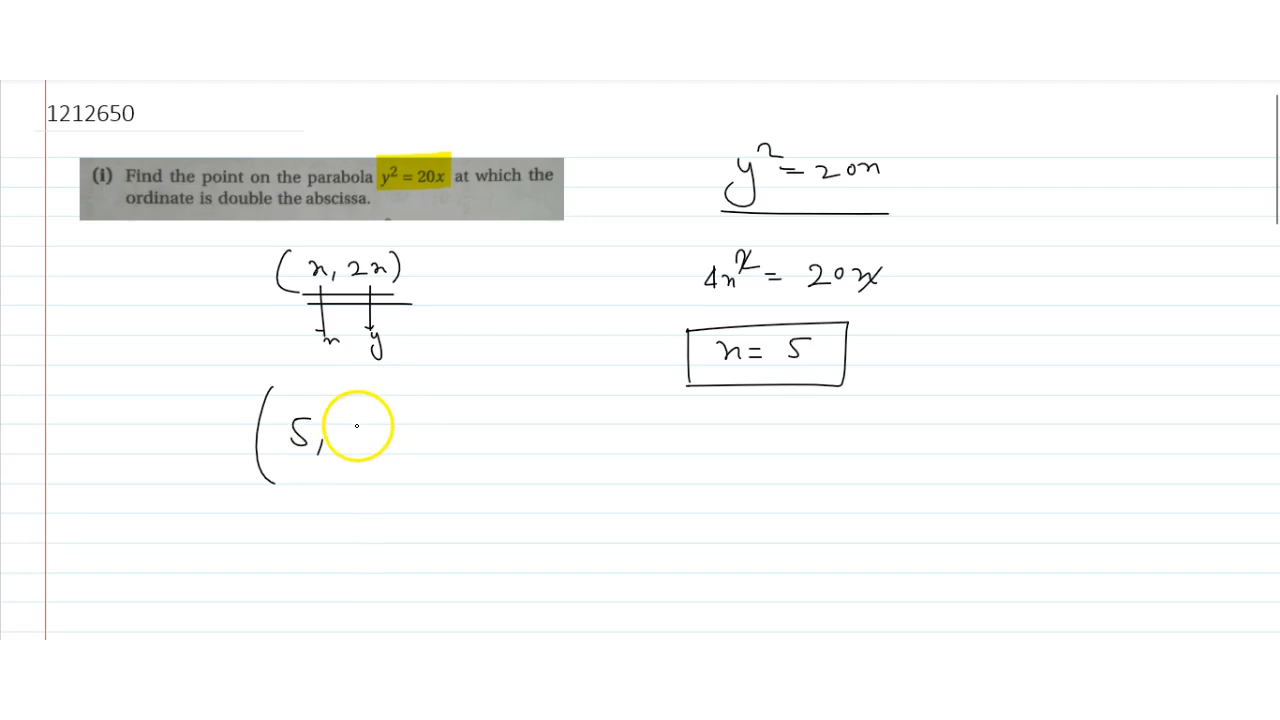 1212650
(i) Find the point on the parabola y² = 20x at which the
ordinate is double the abscissa.
y² = 20x
(x, 2x)
x y
4x² = 20x
x = 5
(5,